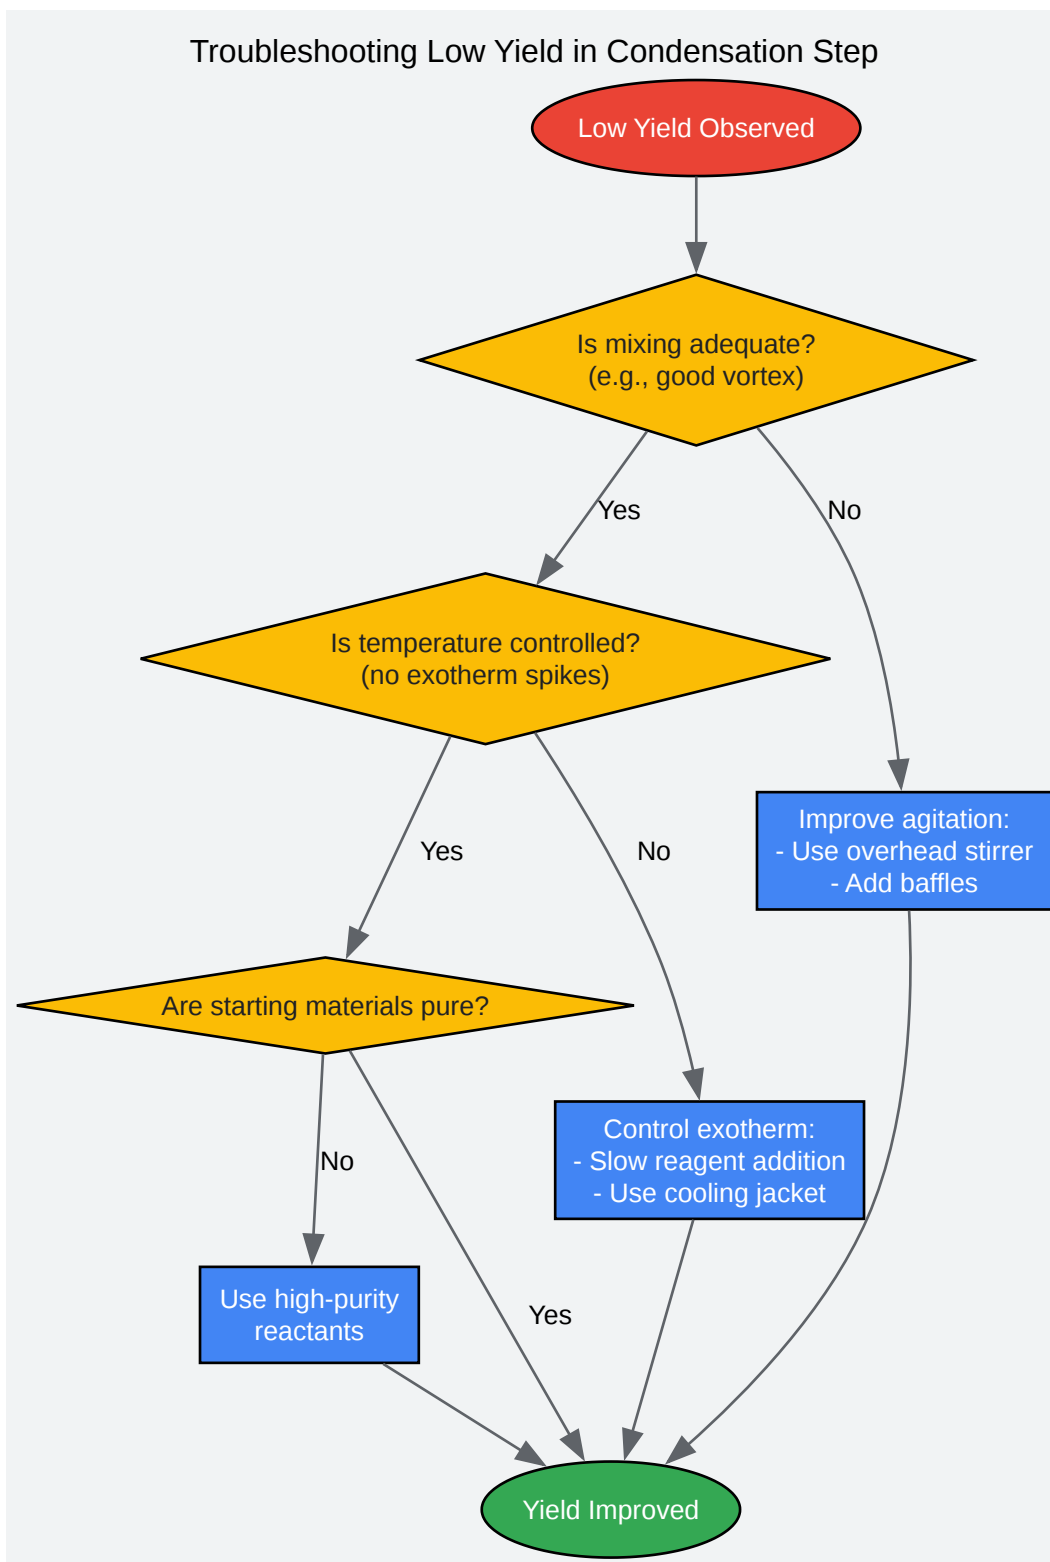 Troubleshooting Low Yield in Condensation Step
Low Yield Observed
Is mixing adequate?
(e.g., good vortex)
Yes
No
Is temperature controlled?
(no exotherm spikes)
Improve agitation:
- Use overhead stirrer
- Add baffles
Yes
No
Are starting materials pure?
Control exotherm:
- Slow reagent addition
- Use cooling jacket
No
Use high-purity
reactants
Yes
Yield Improved